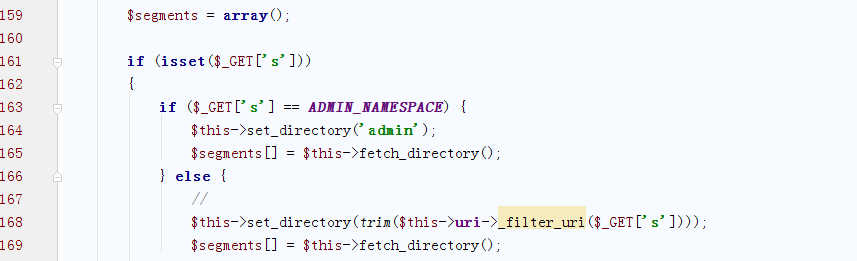 159 $segments = array();
160
161 if (isset($_GET['s']))
162 {
163 if ($_GET['s'] == ADMIN_NAMESPACE) {
164 $this->set_directory('admin');
165 $segments[] = $this->fetch_directory();
166 } else {
167 //
168 $this->set_directory(trim($this->uri->_filter_uri($_GET['s'])));
169 $segments[] = $this->fetch_directory();